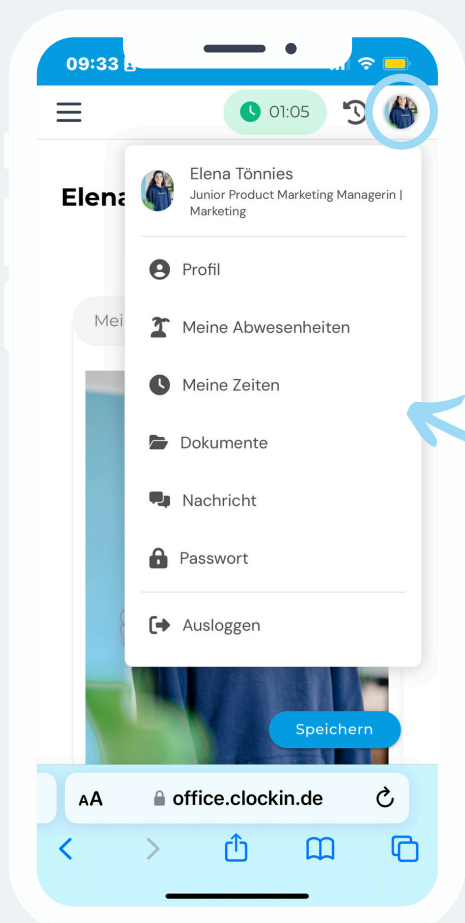 09:33
01:05
Elena Tönnies
Junior Product Marketing Managerin |
Marketing
Elena
Profil
Mei
Meine Abwesenheiten
Meine Zeiten
Dokumente
Nachricht
Passwort
Ausloggen
Speichern
AA office.clockin.de